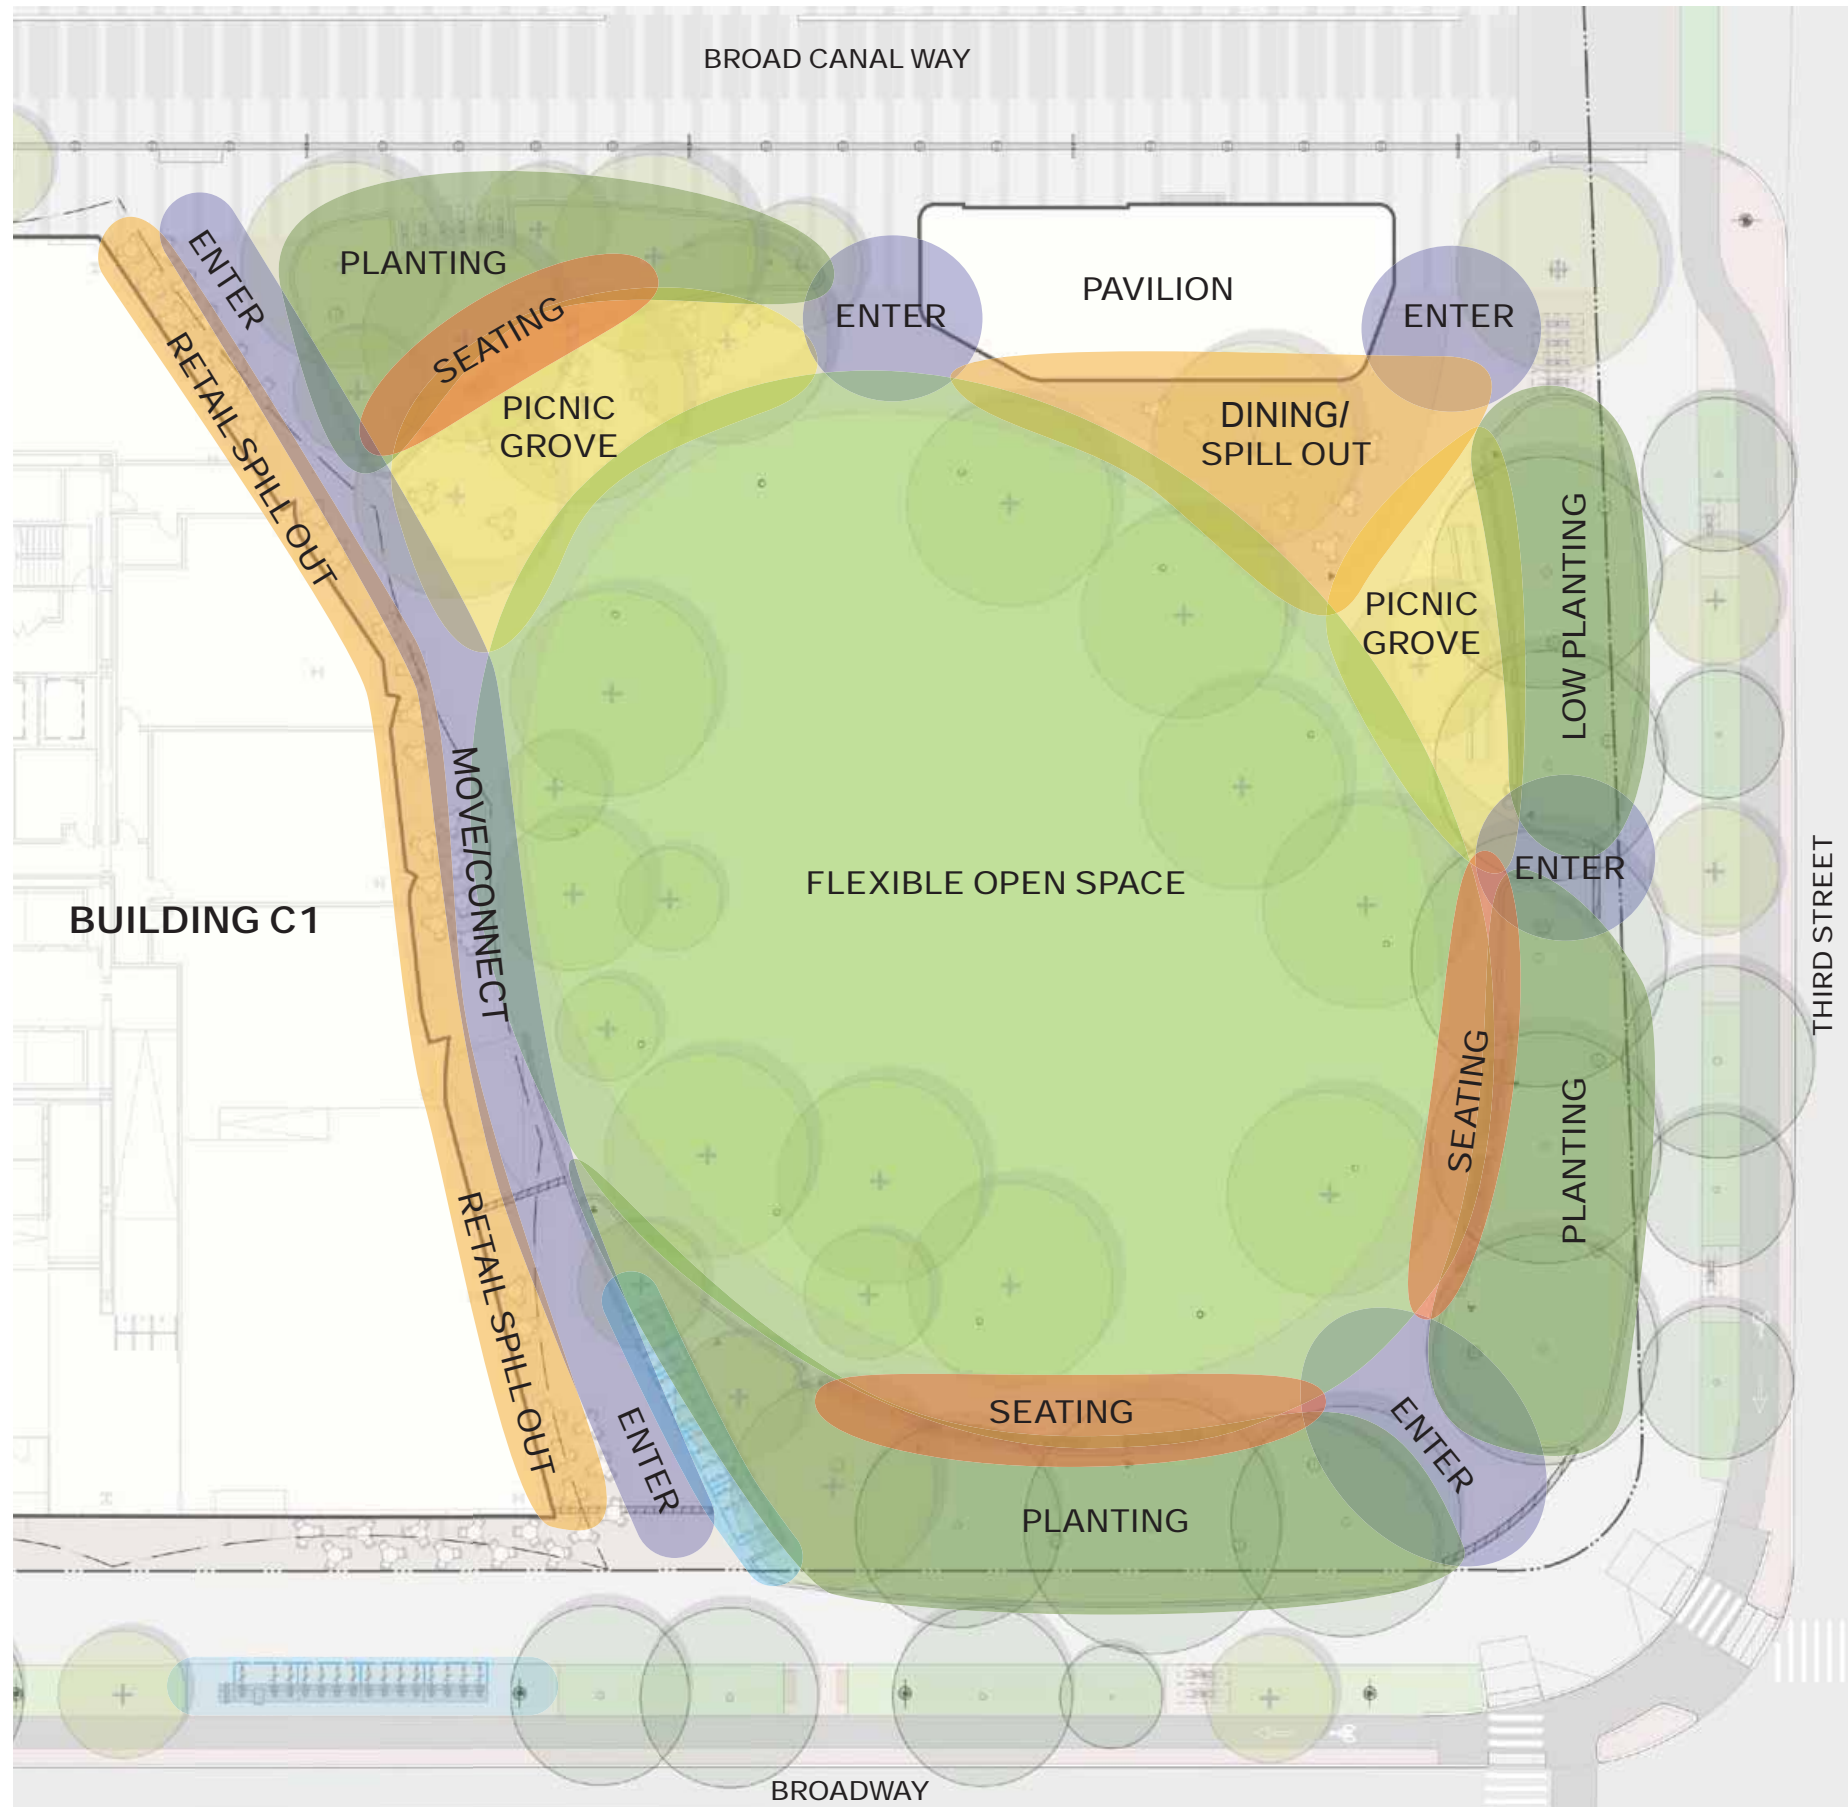 BROAD CANAL WAY
PLANTING
ENTER
SEATING
ENTER
PAVILION
ENTER
RETAIL SPILL OUT
PICNIC
GROVE
DINING/
SPILL OUT
PICNIC
GROVE
LOW PLANTING
MOVE/CONNECT
FLEXIBLE OPEN SPACE
ENTER
BUILDING C1
THIRD STREET
SEATING
PLANTING
RETAIL SPILL OUT
ENTER
SEATING
ENTER
PLANTING
BROADWAY